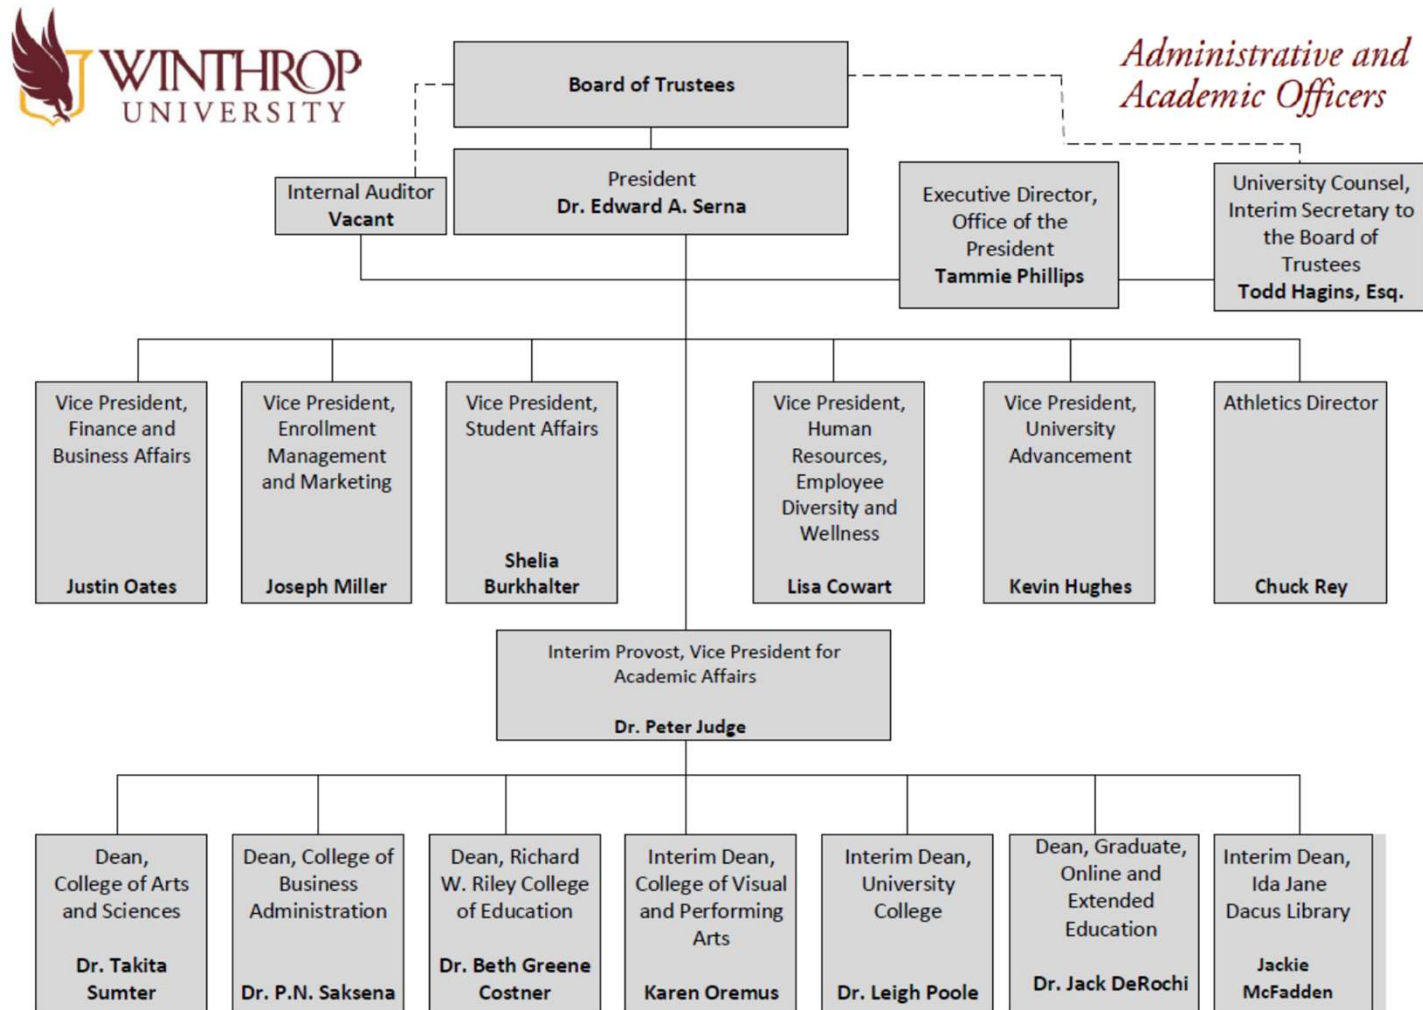 WINTHROP
UNIVERSITY
Administrative and
Academic Officers
Board of Trustees
President
Dr. Edward A. Serna
Internal Auditor
Vacant
Executive Director,
Office of the
President
Tammie Phillips
University Counsel,
Interim Secretary to
the Board of
Trustees
Todd Hagins, Esq.
Vice President,
Finance and
Business Affairs
Justin Oates
Vice President,
Enrollment
Management
and Marketing
Joseph Miller
Vice President,
Student Affairs
Shelia
Burkhalter
Vice President,
Human
Resources,
Employee
Diversity and
Wellness
Lisa Cowart
Vice President,
University
Advancement
Kevin Hughes
Athletics Director
Chuck Rey
Interim Provost, Vice President for
Academic Affairs
Dr. Peter Judge
Dean,
College of Arts
and Sciences
Dr. Takita
Sumter
Dean, College of
Business
Administration
Dr. P.N. Saksena
Dean, Richard
W. Riley College
of Education
Dr. Beth Greene
Costner
Interim Dean,
College of Visual
and Performing
Arts
Karen Oremus
Interim Dean,
University
College
Dr. Leigh Poole
Dean, Graduate,
Online and
Extended
Education
Dr. Jack DeRochi
Interim Dean,
Ida Jane
Dacus Library
Jackie
McFadden